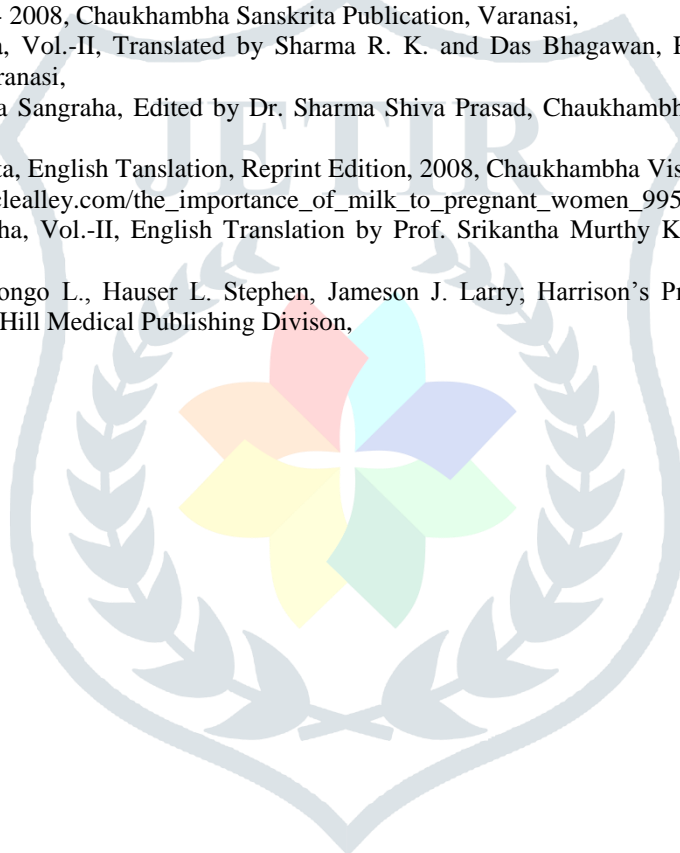 - 2008, Chaukhambha Sanskrita Publication, Varanasi,
Vol.-II, Translated by Sharma R. K. and Das Bhagawan,
ranasi,
a Sangraha, Edited by Dr. Sharma Shiva Prasad, Chaukhambh
ta, English Tanslation, Reprint Edition, 2008, Chaukhambha Vis
clealley.com/the_importance_of_milk_to_pregnant_women_995
ha, Vol.-II, English Translation by Prof. Srikantha Murthy K
ongo L., Hauser L. Stephen, Jameson J. Larry; Harrison’s Pr
Hill Medical Publishing Divison,
JETIR